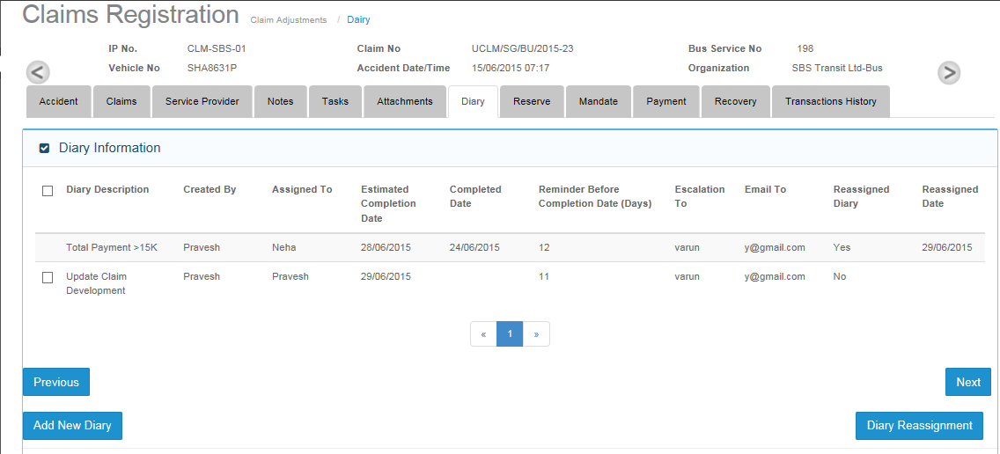 Claims Registration Claim Adjustments / Dairy
IP No. CLM-SBS-01 Claim No UCLM/SG/BU/2015-23 Bus Service No 198
Vehicle No SHA8631P Accident Date/Time 15/06/2015 07:17 Organization SBS Transit Ltd-Bus
< >
Accident Claims Service Provider Notes Tasks Attachments Diary Reserve Mandate Payment Recovery Transactions History
Diary Information
Diary Description Created By Assigned To Estimated Completed Reminder Before Escalation Email To Reassigned Reassigned
Completion Date Completion Date (Days) To Diary Date
Date
Total Payment >15K Pravesh Neha 28/06/2015 24/06/2015 12 varun y@gmail.com Yes 29/06/2015
Update Claim Pravesh Pravesh 29/06/2015 11 varun y@gmail.com No
Development
« 1 »
Previous Next
Add New Diary Diary Reassignment